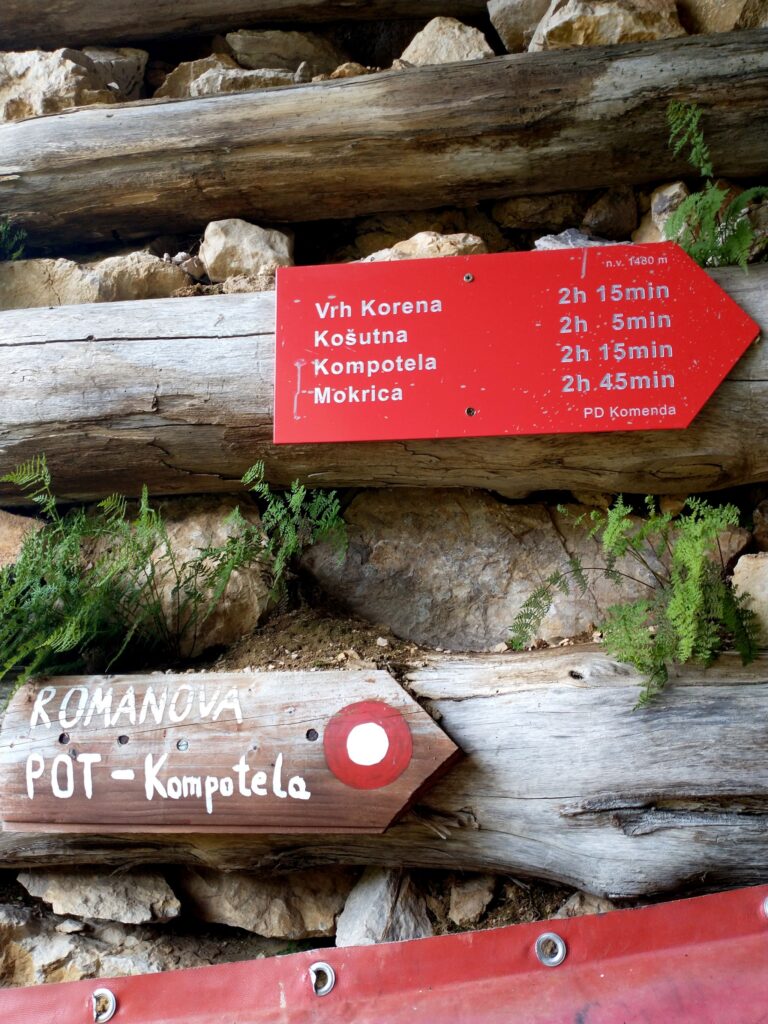 n.v. 1480 m
Vrh Korena 2h 15min
Košutna 2h 5min
Kompotela 2h 15min
Mokrica 2h 45min
PD Komenda
ROMANOVA
POT - Kompotela